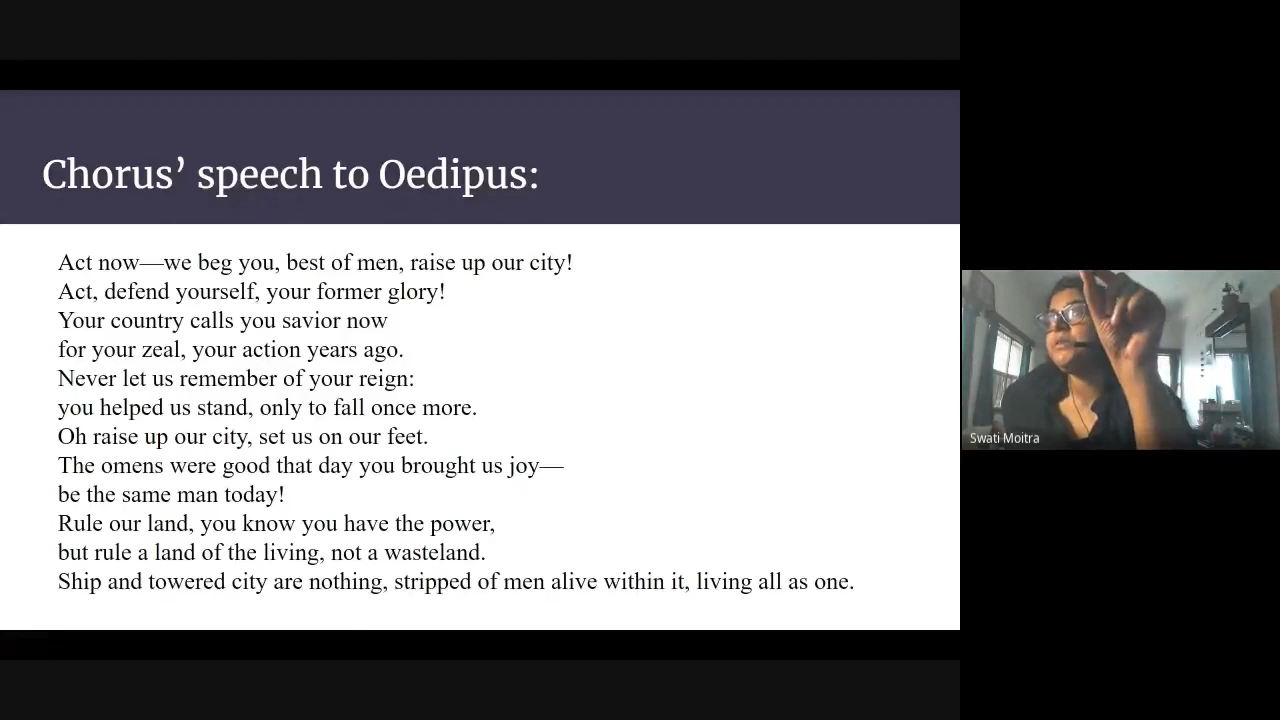 Chorus’ speech to Oedipus:
Act now—we beg you, best of men, raise up our city!
Act, defend yourself, your former glory!
Your country calls you savior now
for your zeal, your action years ago.
Never let us remember of your reign:
you helped us stand, only to fall once more.
Oh raise up our city, set us on our feet.
The omens were good that day you brought us joy—
be the same man today!
Rule our land, you know you have the power,
but rule a land of the living, not a wasteland.
Ship and towered city are nothing, stripped of men alive within it, living all as one.
Swati Moitra